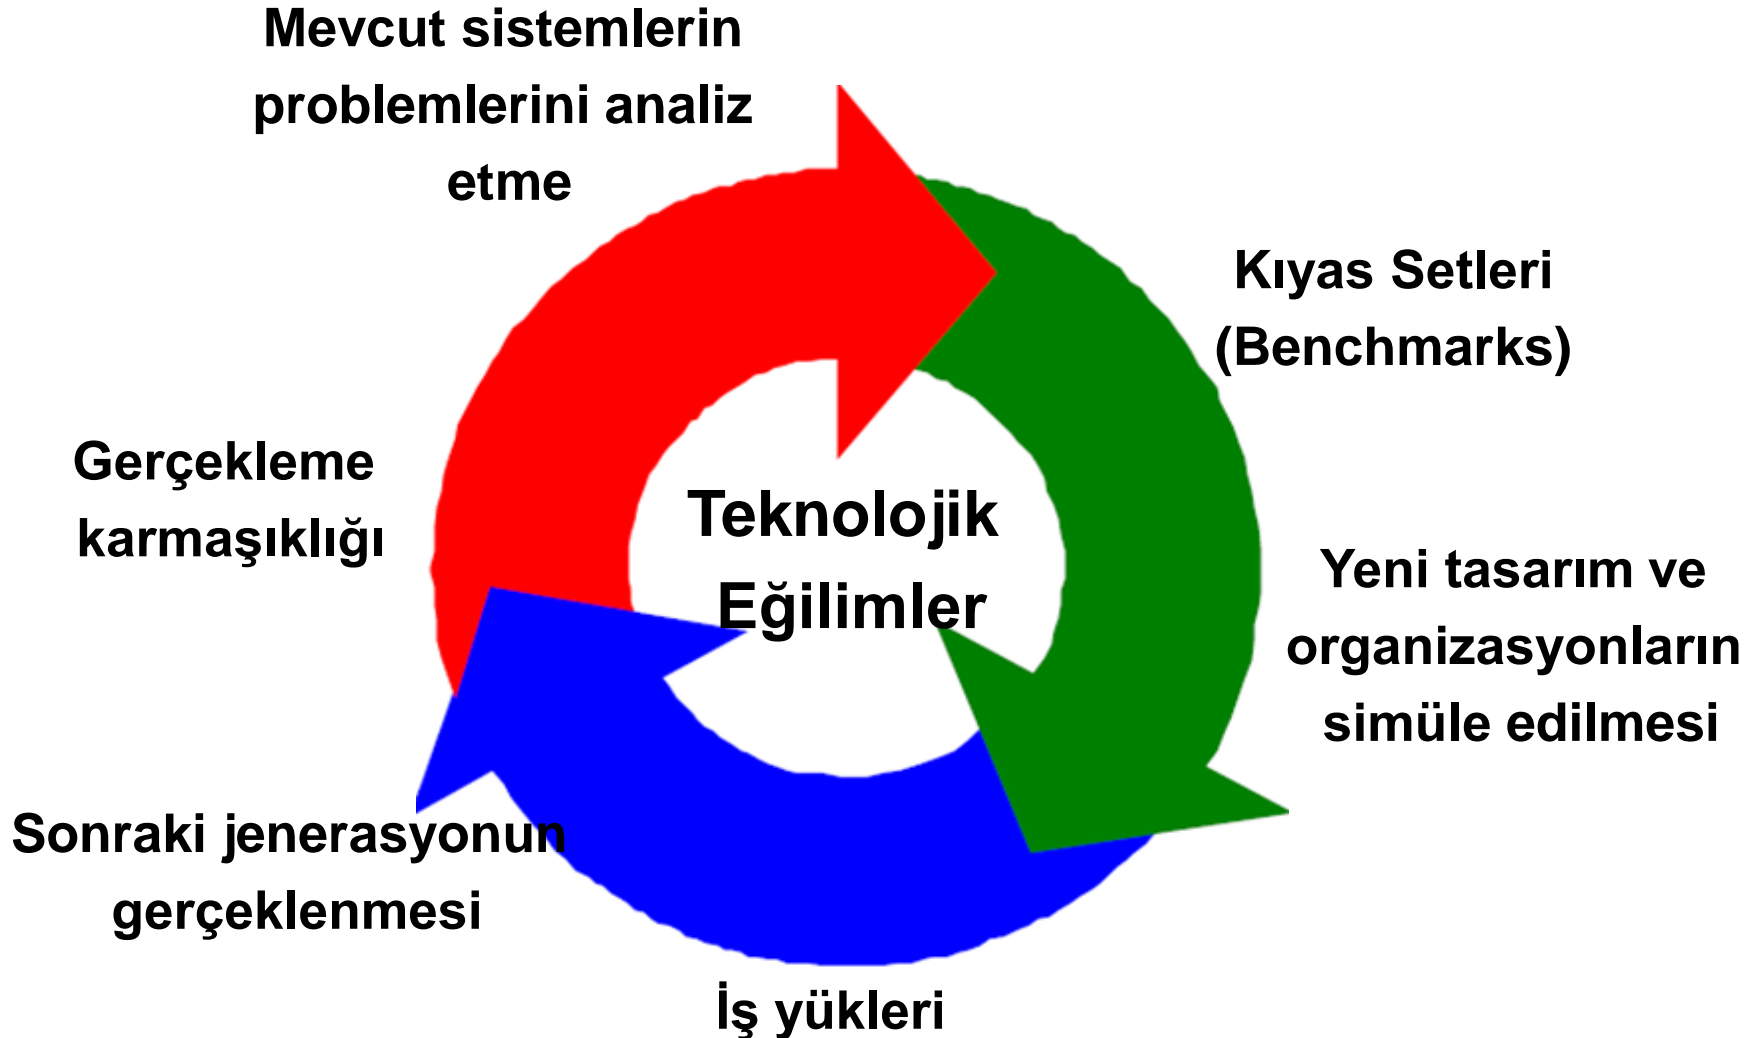 Mevcut sistemlerin
problemlerini analiz
etme
Kıyas Setleri
(Benchmarks)
Gerçekleme
karmaşıklığı
Teknolojik
Eğilimler
Yeni tasarım ve
organizasyonların
simüle edilmesi
Sonraki jenerasyonun
gerçeklenmesi
İş yükleri